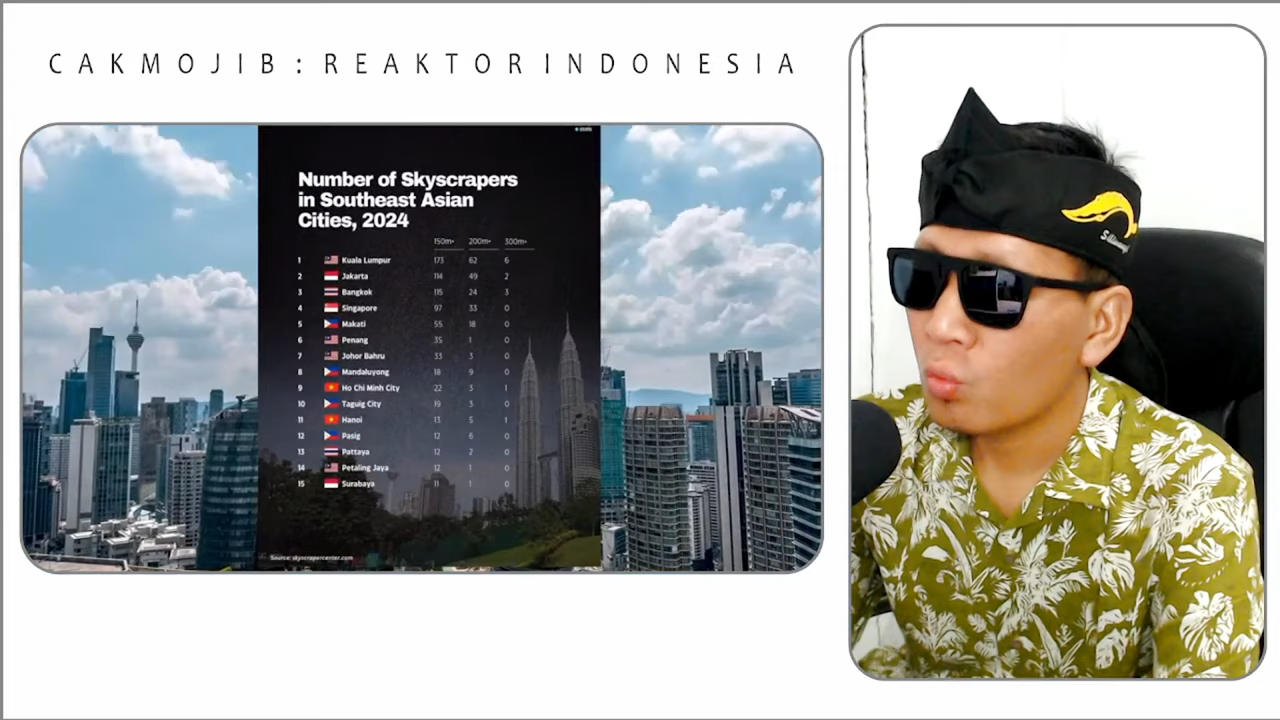 CAKMOJIB : REAKTOR INDONESIA
Number of Skyscrapers
in Southeast Asian
Cities, 2024
150m+ 200m+ 300m+
1 Kuala Lumpur 173 62 6
2 Jakarta 114 49 2
3 Bangkok 115 24 3
4 Singapore 97 33 0
5 Makati 55 18 0
6 Penang 35 1 0
7 Johor Bahru 33 3 0
8 Mandaluyong 18 9 0
9 Ho Chi Minh City 22 3 1
10 Taguig City 19 3 0
11 Hanoi 13 5 1
12 Pasig 12 6 0
13 Pattaya 12 2 0
14 Petaling Jaya 12 1 0
15 Surabaya 11 1 0
Source: skyscrapercenter.com